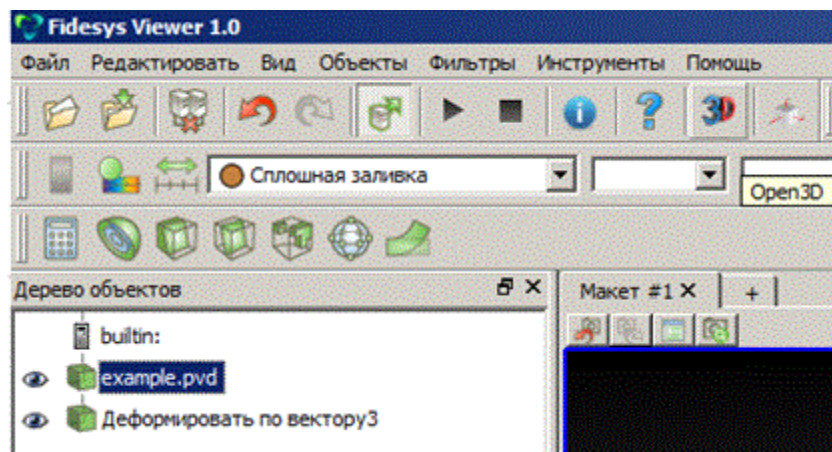 Fidesys Viewer 1.0
Файл Редактировать Вид Объекты Фильтры Инструменты Помощь
3D
Сплошная заливка
Open3D
Дерево объектов
Макет #1
builtin:
example.pvd
Деформировать по вектору3